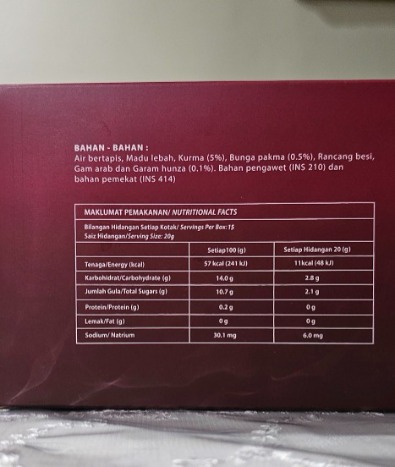 BAHAN - BAHAN :
Air bertapis, Madu lebah, Kurma (5%), Bunga pakma (0.5%), Rancang besi,
Gam arab dan Garam hunza (0.1%). Bahan pengawet (INS 210) dan
bahan pemekat (INS 414)
MAKLUMAT PEMAKANAN/ NUTRITIONAL FACTS
Bilangan Hidangan Setiap Kotak/ Servings Per Box: 15
Saiz Hidangan/Serving Size: 20g
Setiap 100 (g) Setiap Hidangan 20 (g)
Tenaga/Energy (kcal) 57 kcal (241 kJ) 11kcal (48 kJ)
Karbohidrat/Carbohydrate (g) 14.0 g 2.8 g
Jumlah Gula/Total Sugars (g) 10.7 g 2.1 g
Protein/Protein (g) 0.2 g 0 g
Lemak/Fat (g) 0 g 0 g
Sodium/ Natrium 30.1 mg 6.0 mg